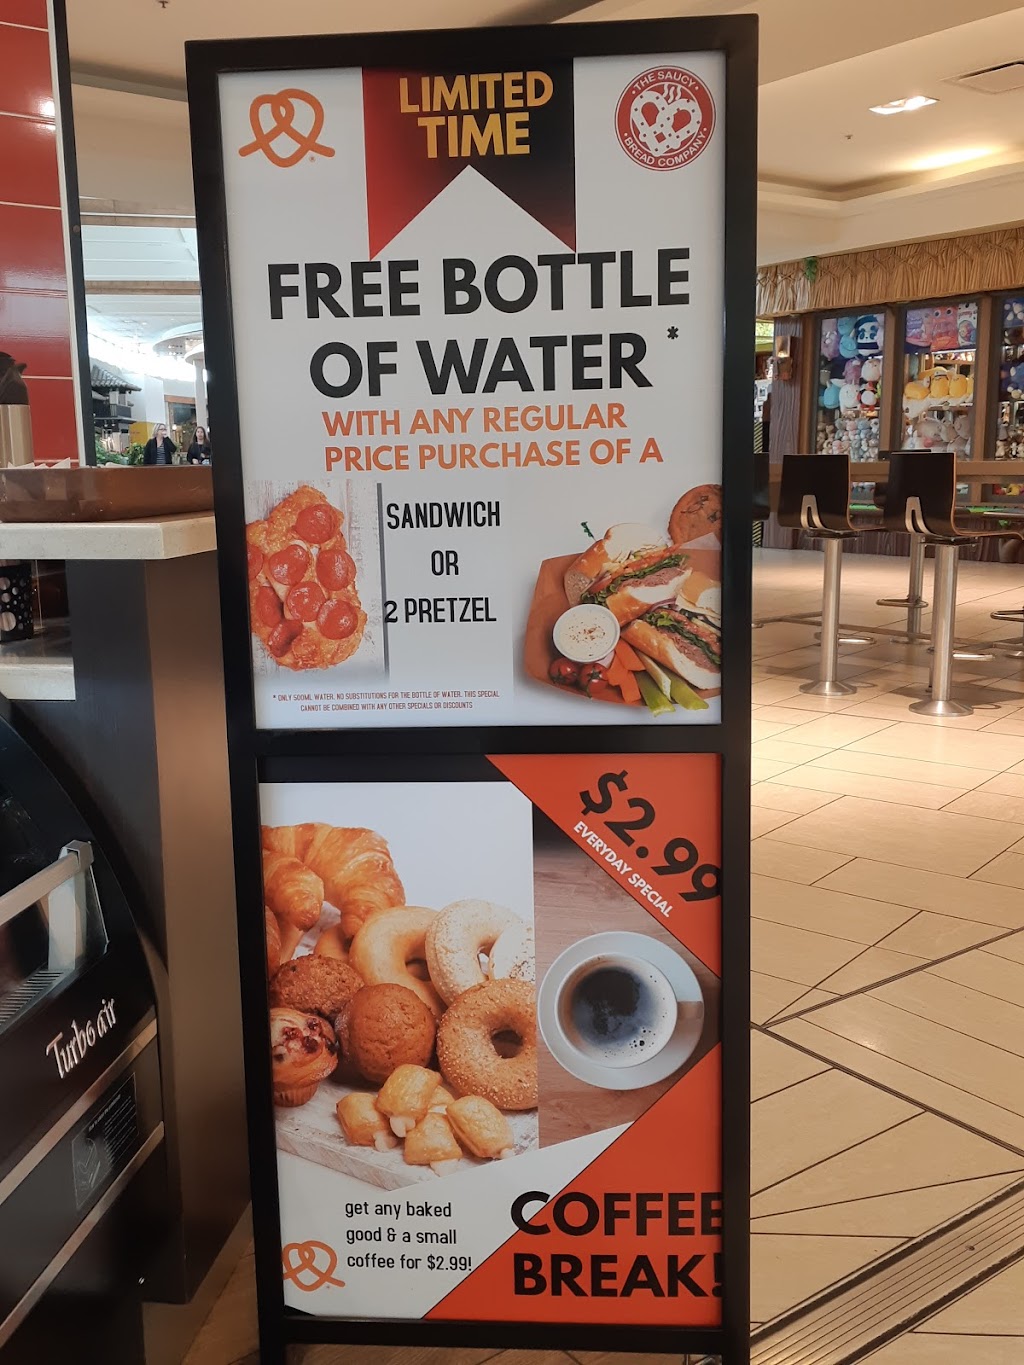 LIMITED
TIME
THE SAUCY
BREAD COMPANY
FREE BOTTLE
OF WATER *
WITH ANY REGULAR
PRICE PURCHASE OF A
SANDWICH
OR
2 PRETZEL
* ONLY 500ML WATER. NO SUBSTITUTIONS FOR THE BOTTLE OF WATER. THIS SPECIAL
CANNOT BE COMBINED WITH ANY OTHER SPECIALS OR DISCOUNTS
$2.99
EVERYDAY SPECIAL
Turbo air
get any baked
good & a small
coffee for $2.99!
COFFEE
BREAK!